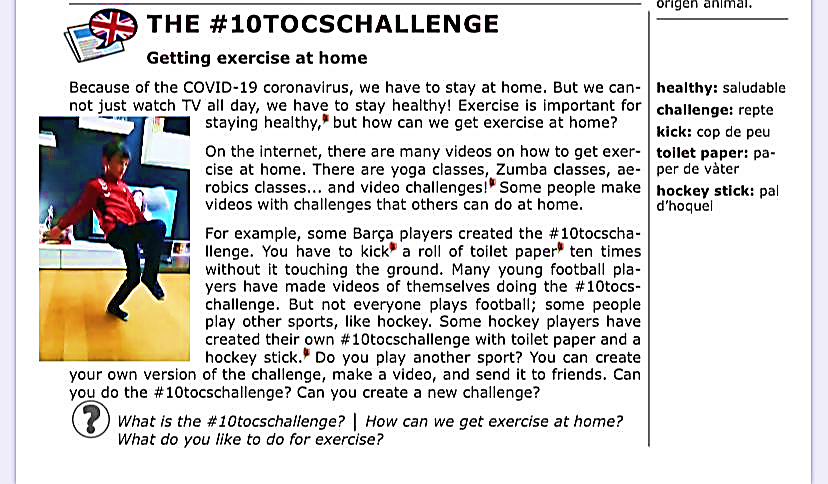 origen animal.
THE #10TOCSCHALLENGE
Getting exercise at home
Because of the COVID-19 coronavirus, we have to stay at home. But we can-
not just watch TV all day, we have to stay healthy! Exercise is important for
staying healthy, but how can we get exercise at home?
On the internet, there are many videos on how to get exer-
cise at home. There are yoga classes, Zumba classes, ae-
robics classes... and video challenges! Some people make
videos with challenges that others can do at home.
For example, some Barça players created the #10tocscha-
llenge. You have to kick a roll of toilet paper ten times
without it touching the ground. Many young football pla-
yers have made videos of themselves doing the #10tocs-
challenge. But not everyone plays football; some people
play other sports, like hockey. Some hockey players have
created their own #10tocschallenge with toilet paper and a
hockey stick. Do you play another sport? You can create
your own version of the challenge, make a video, and send it to friends. Can
you do the #10tocschallenge? Can you create a new challenge?
? What is the #10tocschallenge? | How can we get exercise at home?
What do you like to do for exercise?
healthy: saludable
challenge: repte
kick: cop de peu
toilet paper: pa-
per de vàter
hockey stick: pal
d'hoquei